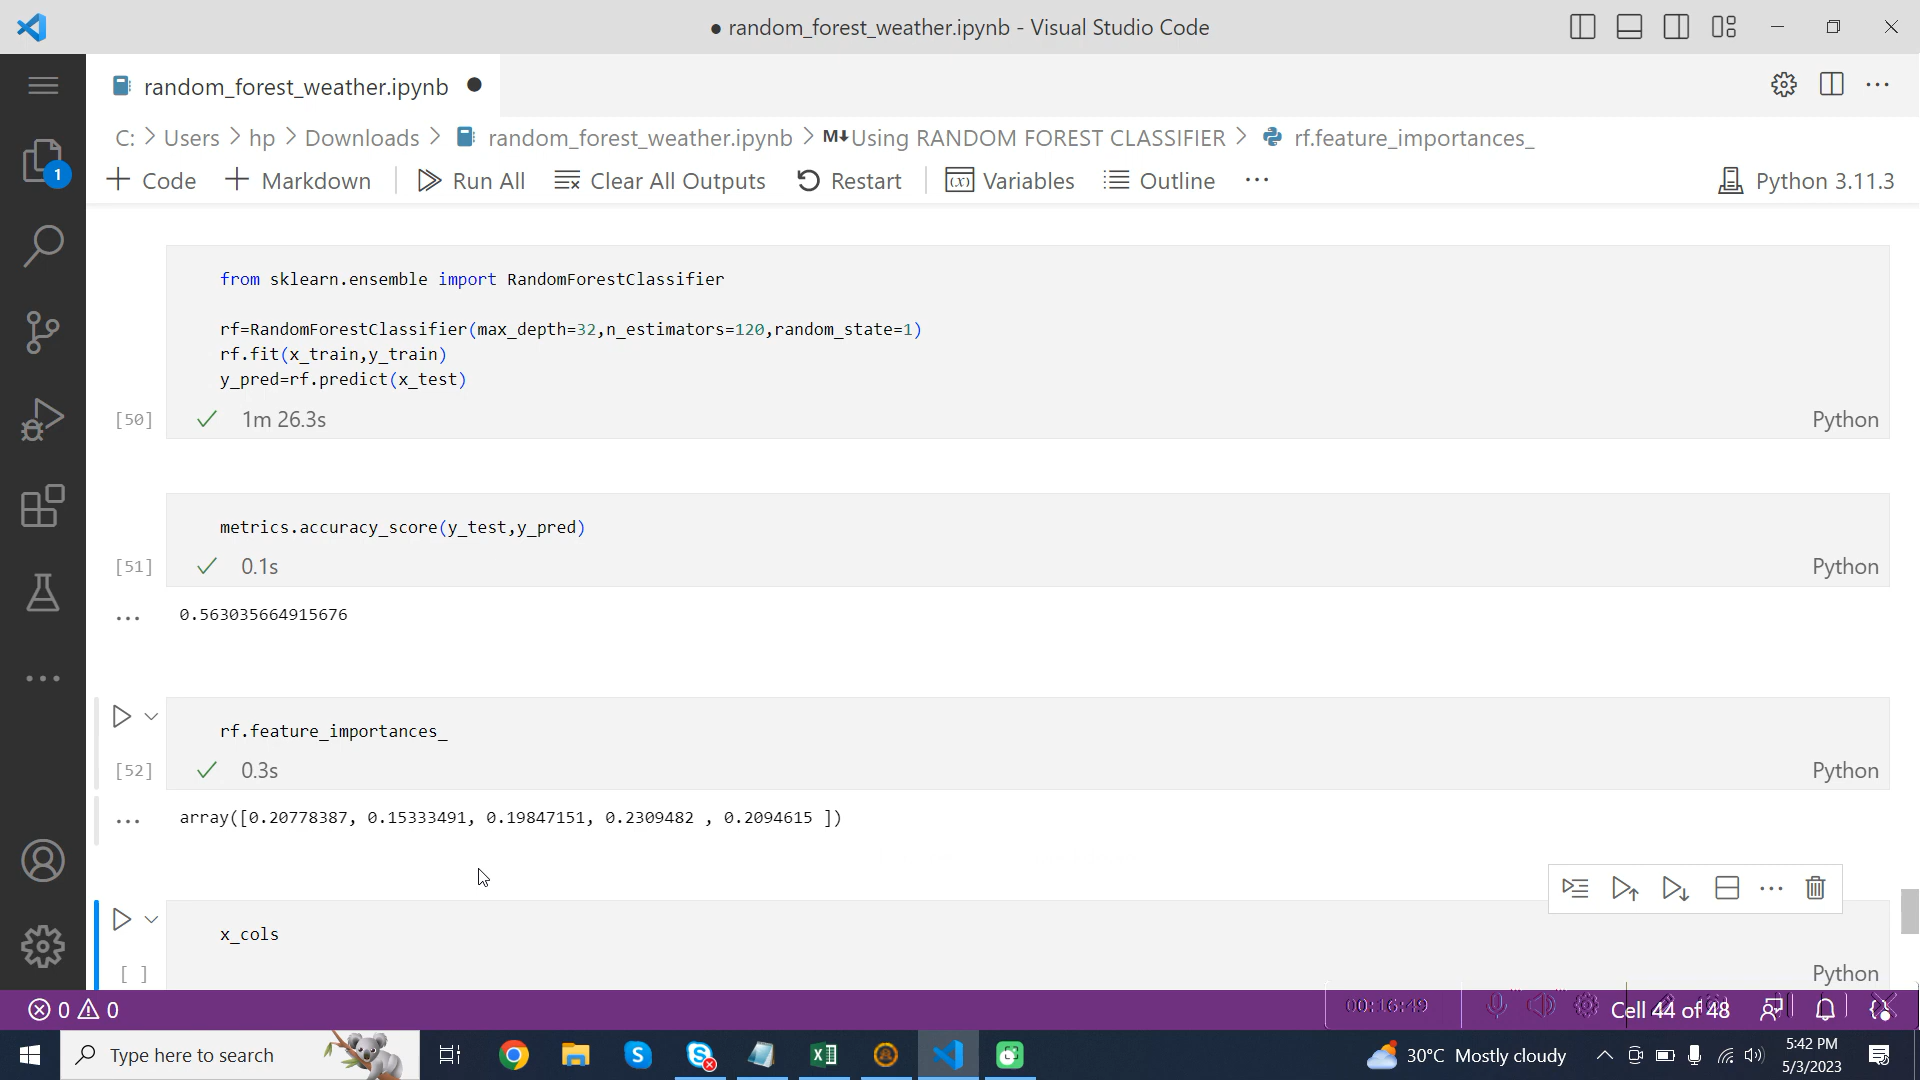 ● random_forest_weather.ipynb - Visual Studio Code
random_forest_weather.ipynb ●
C: > Users > hp > Downloads > random_forest_weather.ipynb > M↓Using RANDOM FOREST CLASSIFIER > rf.feature_importances_
+ Code + Markdown Run All Clear All Outputs Restart (x) Variables Outline ··· Python 3.11.3
1
from sklearn.ensemble import RandomForestClassifier
rf=RandomForestClassifier(max_depth=32,n_estimators=120,random_state=1)
rf.fit(x_train,y_train)
y_pred=rf.predict(x_test)
[50] ✓ 1m 26.3s Python
metrics.accuracy_score(y_test,y_pred)
[51] ✓ 0.1s Python
... 0.563035664915676
rf.feature_importances_
[52] ✓ 0.3s Python
... array([0.20778387, 0.15333491, 0.19847151, 0.2309482 , 0.2094615 ])
x_cols
[ ] Python
0 0 00:16:49 Cell 44 of 48
Type here to search 30°C Mostly cloudy 5:42 PM
5/3/2023